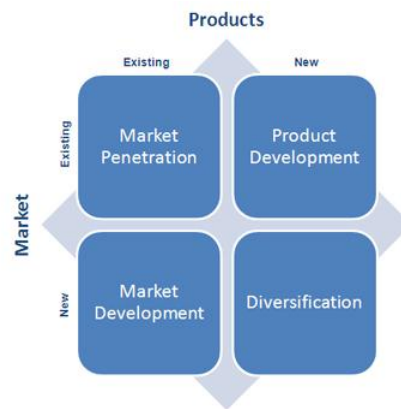 Products
Existing
New
Existing
Market
Penetration
Product
Development
Market
New
Market
Development
Diversification